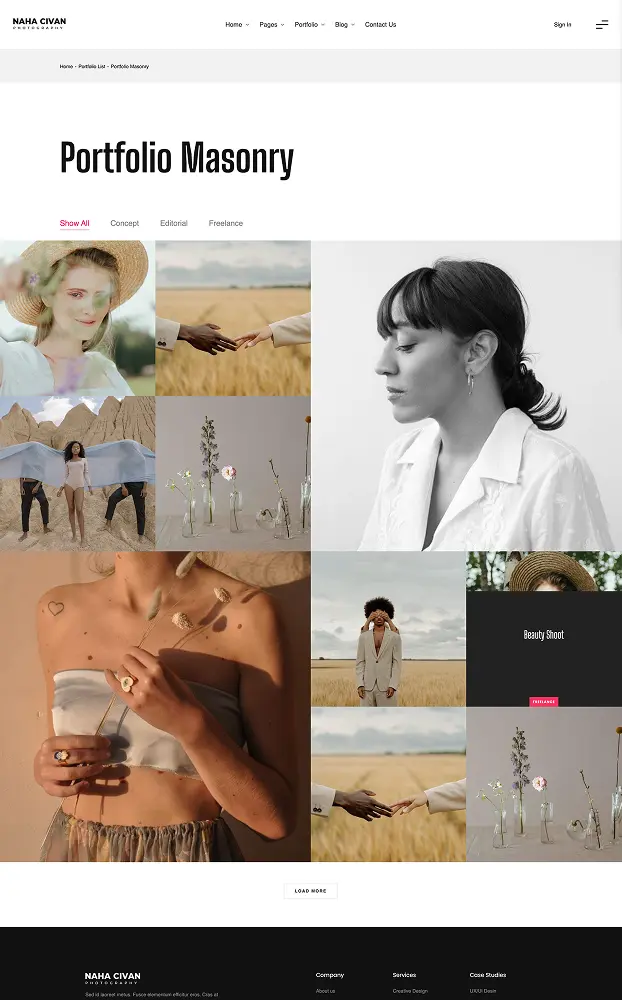 NAHA CIVAN
PHOTOGRAPHY
Home Pages Portfolio Blog Contact Us
Sign In
Home - Portfolio List - Portfolio Masonry
Portfolio Masonry
Show All Concept Editorial Freelance
Beauty Shoot
FREELANCE
LOAD MORE
NAHA CIVAN
PHOTOGRAPHY
Company Services Case Studies
Sed id laoreet metus. Fusce elementum efficitur eros. Cras at
About us Creative Design UX/UI Desin